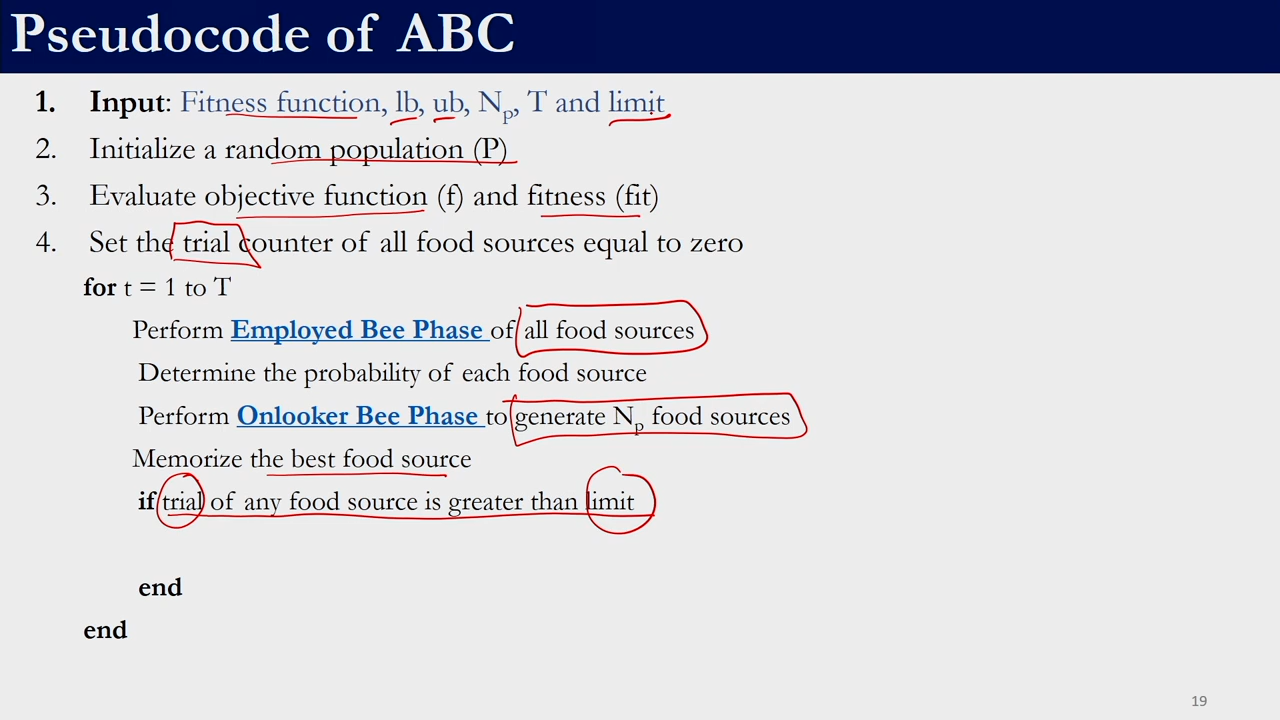 Pseudocode of ABC
1. Input: Fitness function, lb, ub, Np, T and limit
2. Initialize a random population (P)
3. Evaluate objective function (f) and fitness (fit)
4. Set the trial counter of all food sources equal to zero
for t = 1 to T
Perform Employed Bee Phase of all food sources
Determine the probability of each food source
Perform Onlooker Bee Phase to generate Np food sources
Memorize the best food source
if trial of any food source is greater than limit
end
end
19